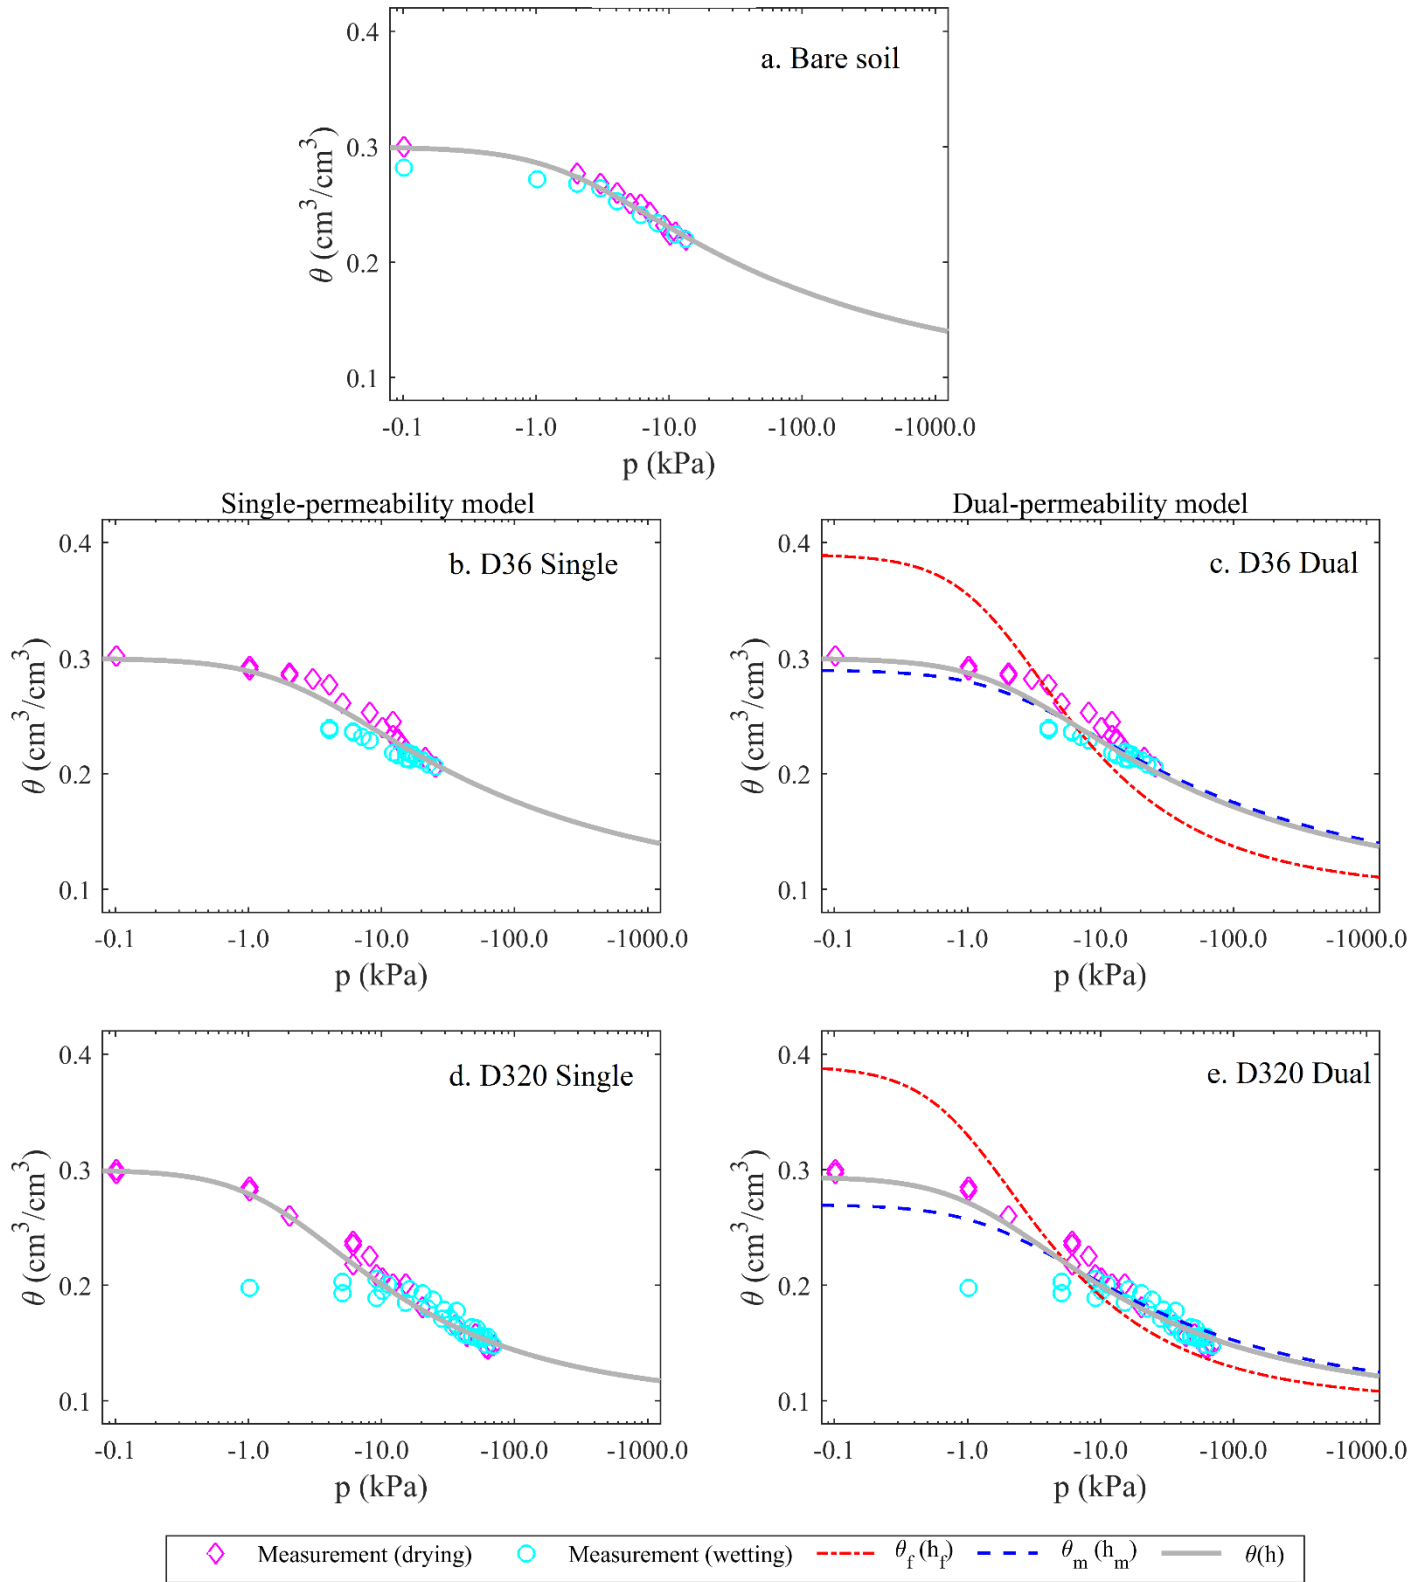 a. Bare soil
0.4
0.3
0.2
0.1
θ (cm³/cm³)
-0.1 -1.0 -10.0 -100.0 -1000.0
p (kPa)
Single-permeability model
b. D36 Single
0.4
0.3
0.2
0.1
θ (cm³/cm³)
-0.1 -1.0 -10.0 -100.0 -1000.0
p (kPa)
Dual-permeability model
c. D36 Dual
0.4
0.3
0.2
0.1
θ (cm³/cm³)
-0.1 -1.0 -10.0 -100.0 -1000.0
p (kPa)
d. D320 Single
0.4
0.3
0.2
0.1
θ (cm³/cm³)
-0.1 -1.0 -10.0 -100.0 -1000.0
p (kPa)
e. D320 Dual
0.4
0.3
0.2
0.1
θ (cm³/cm³)
-0.1 -1.0 -10.0 -100.0 -1000.0
p (kPa)
Measurement (drying) Measurement (wetting) θ_f (h_f) θ_m (h_m) θ(h)